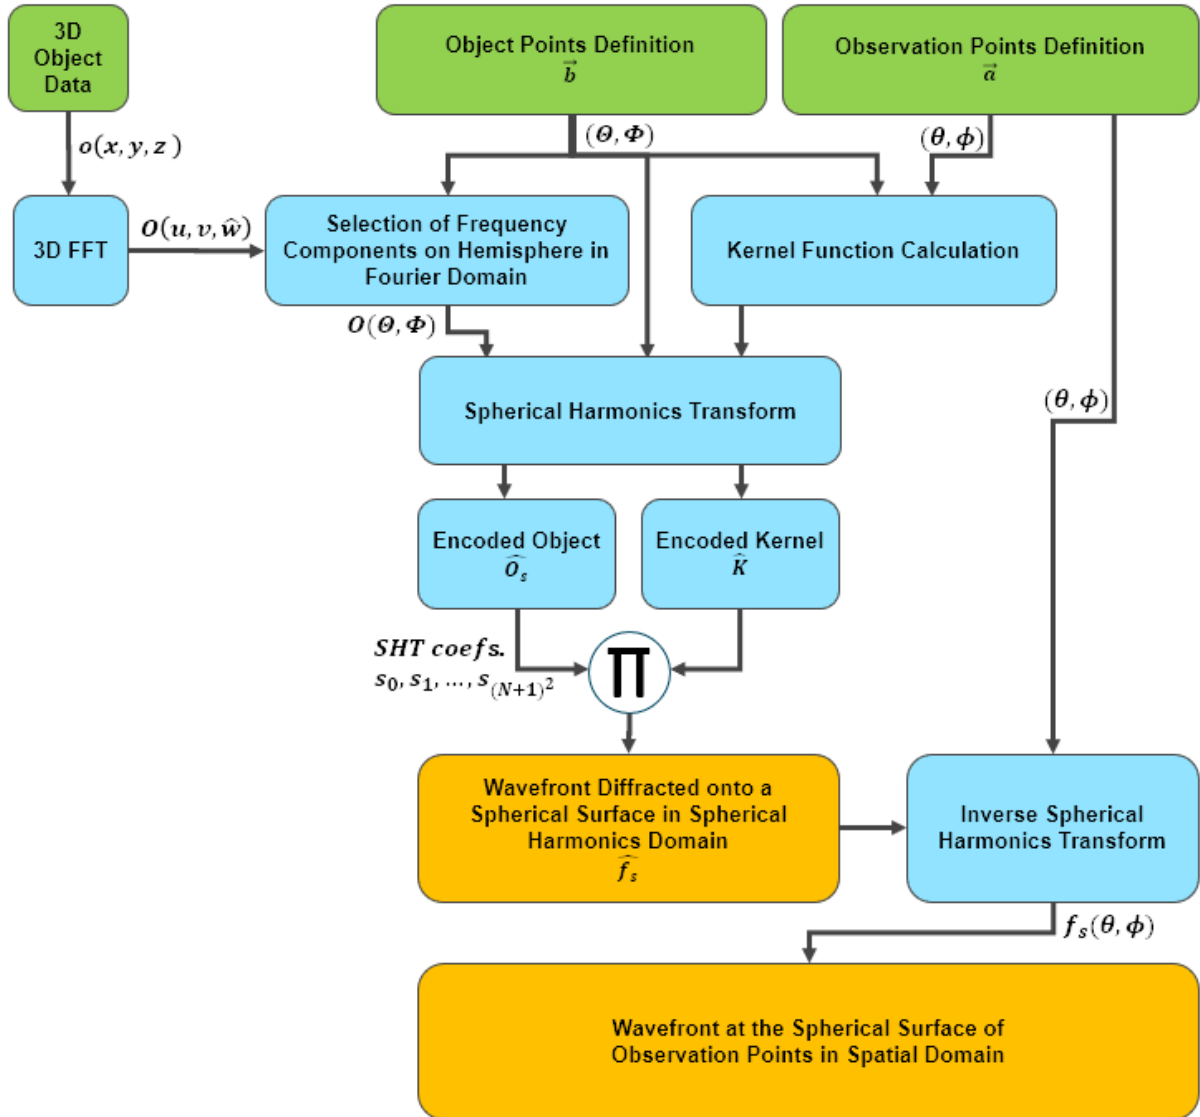 3D
Object
Data
Object Points Definition
b⃗
Observation Points Definition
a⃗
o(x, y, z)
(Θ, Φ)
(θ, ϕ)
3D FFT
O(u, v, ŵ)
Selection of Frequency
Components on Hemisphere in
Fourier Domain
Kernel Function Calculation
O(Θ, Φ)
Spherical Harmonics Transform
(θ, ϕ)
Encoded Object
Ô_s
Encoded Kernel
K̂
SHT coefs.
s_0, s_1, ..., s_{(N+1)^2}
∏
Wavefront Diffracted onto a
Spherical Surface in Spherical
Harmonics Domain
f̂_s
Inverse Spherical
Harmonics Transform
f_s(θ, ϕ)
Wavefront at the Spherical Surface of
Observation Points in Spatial Domain